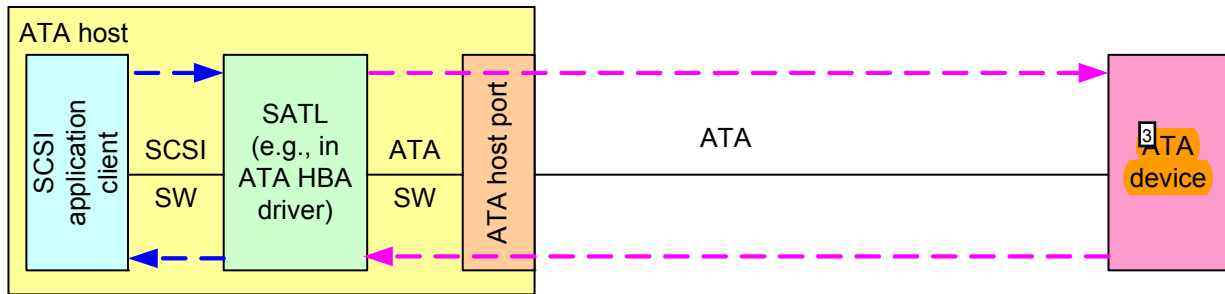 ATA host
SCSI
application
client
SCSI
SW
SATL
(e.g., in
ATA HBA
driver)
ATA
SW
ATA host port
ATA
3
ATA
device